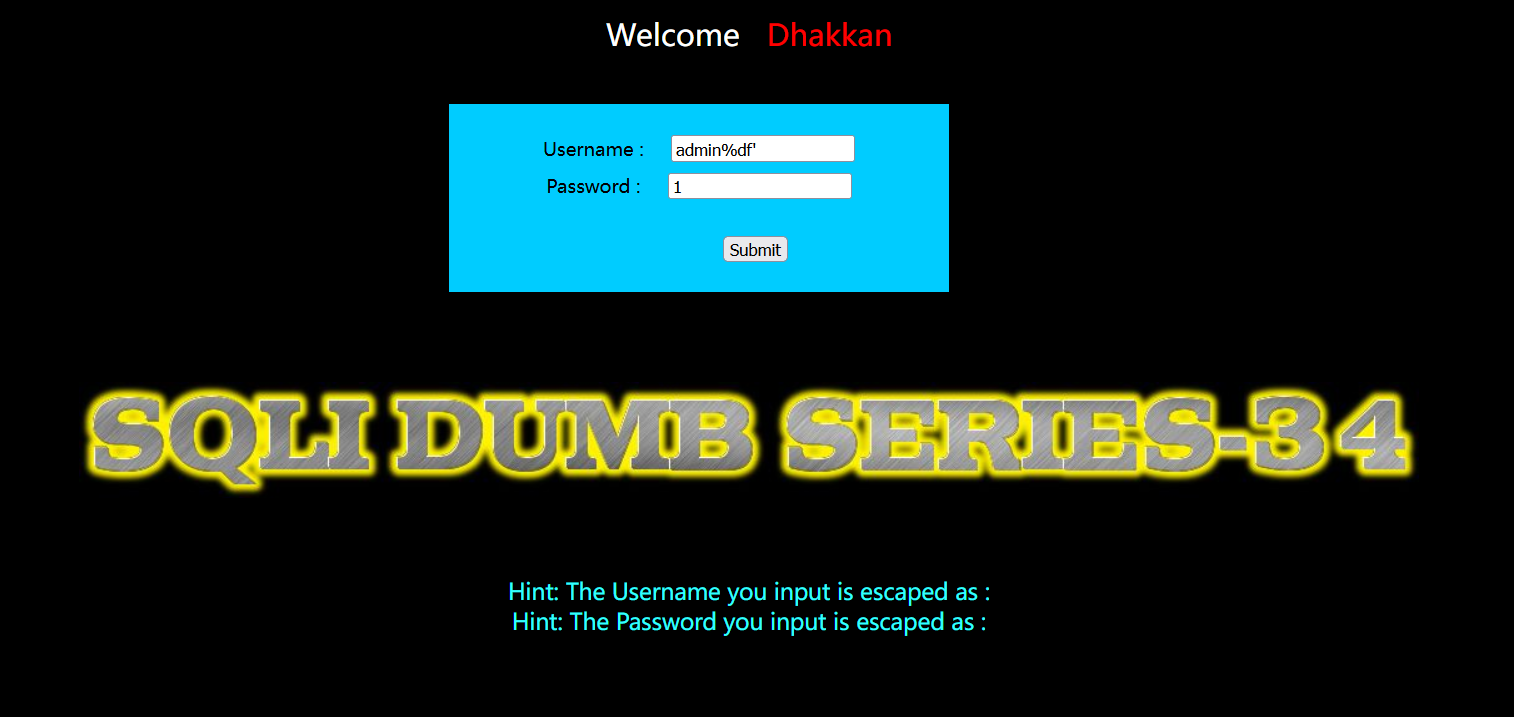 Welcome Dhakkan
Username : admin%df'
Password : 1
Submit
SQLI DUMB SERIES-34
Hint: The Username you input is escaped as :
Hint: The Password you input is escaped as :